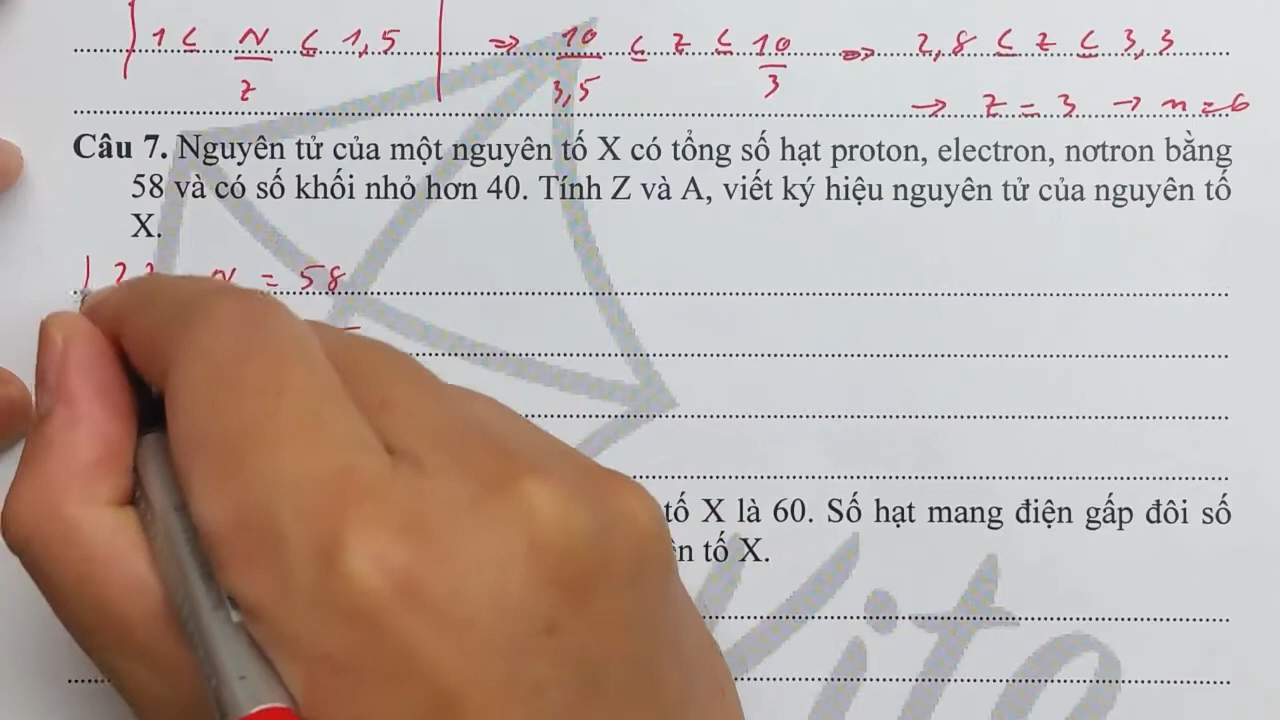 1 ≤ N/Z ≤ 1,5 ⇒ 10/3,5 ≤ Z ≤ 10/3 ⇒ 2,8 ≤ Z ≤ 3,3
→ Z = 3 → n = 6
Câu 7. Nguyên tử của một nguyên tố X có tổng số hạt proton, electron, nơtron bằng
58 và có số khối nhỏ hơn 40. Tính Z và A, viết ký hiệu nguyên tử của nguyên tố
X.
N = 58
tố X là 60. Số hạt mang điện gấp đôi số
tố X.
Vito